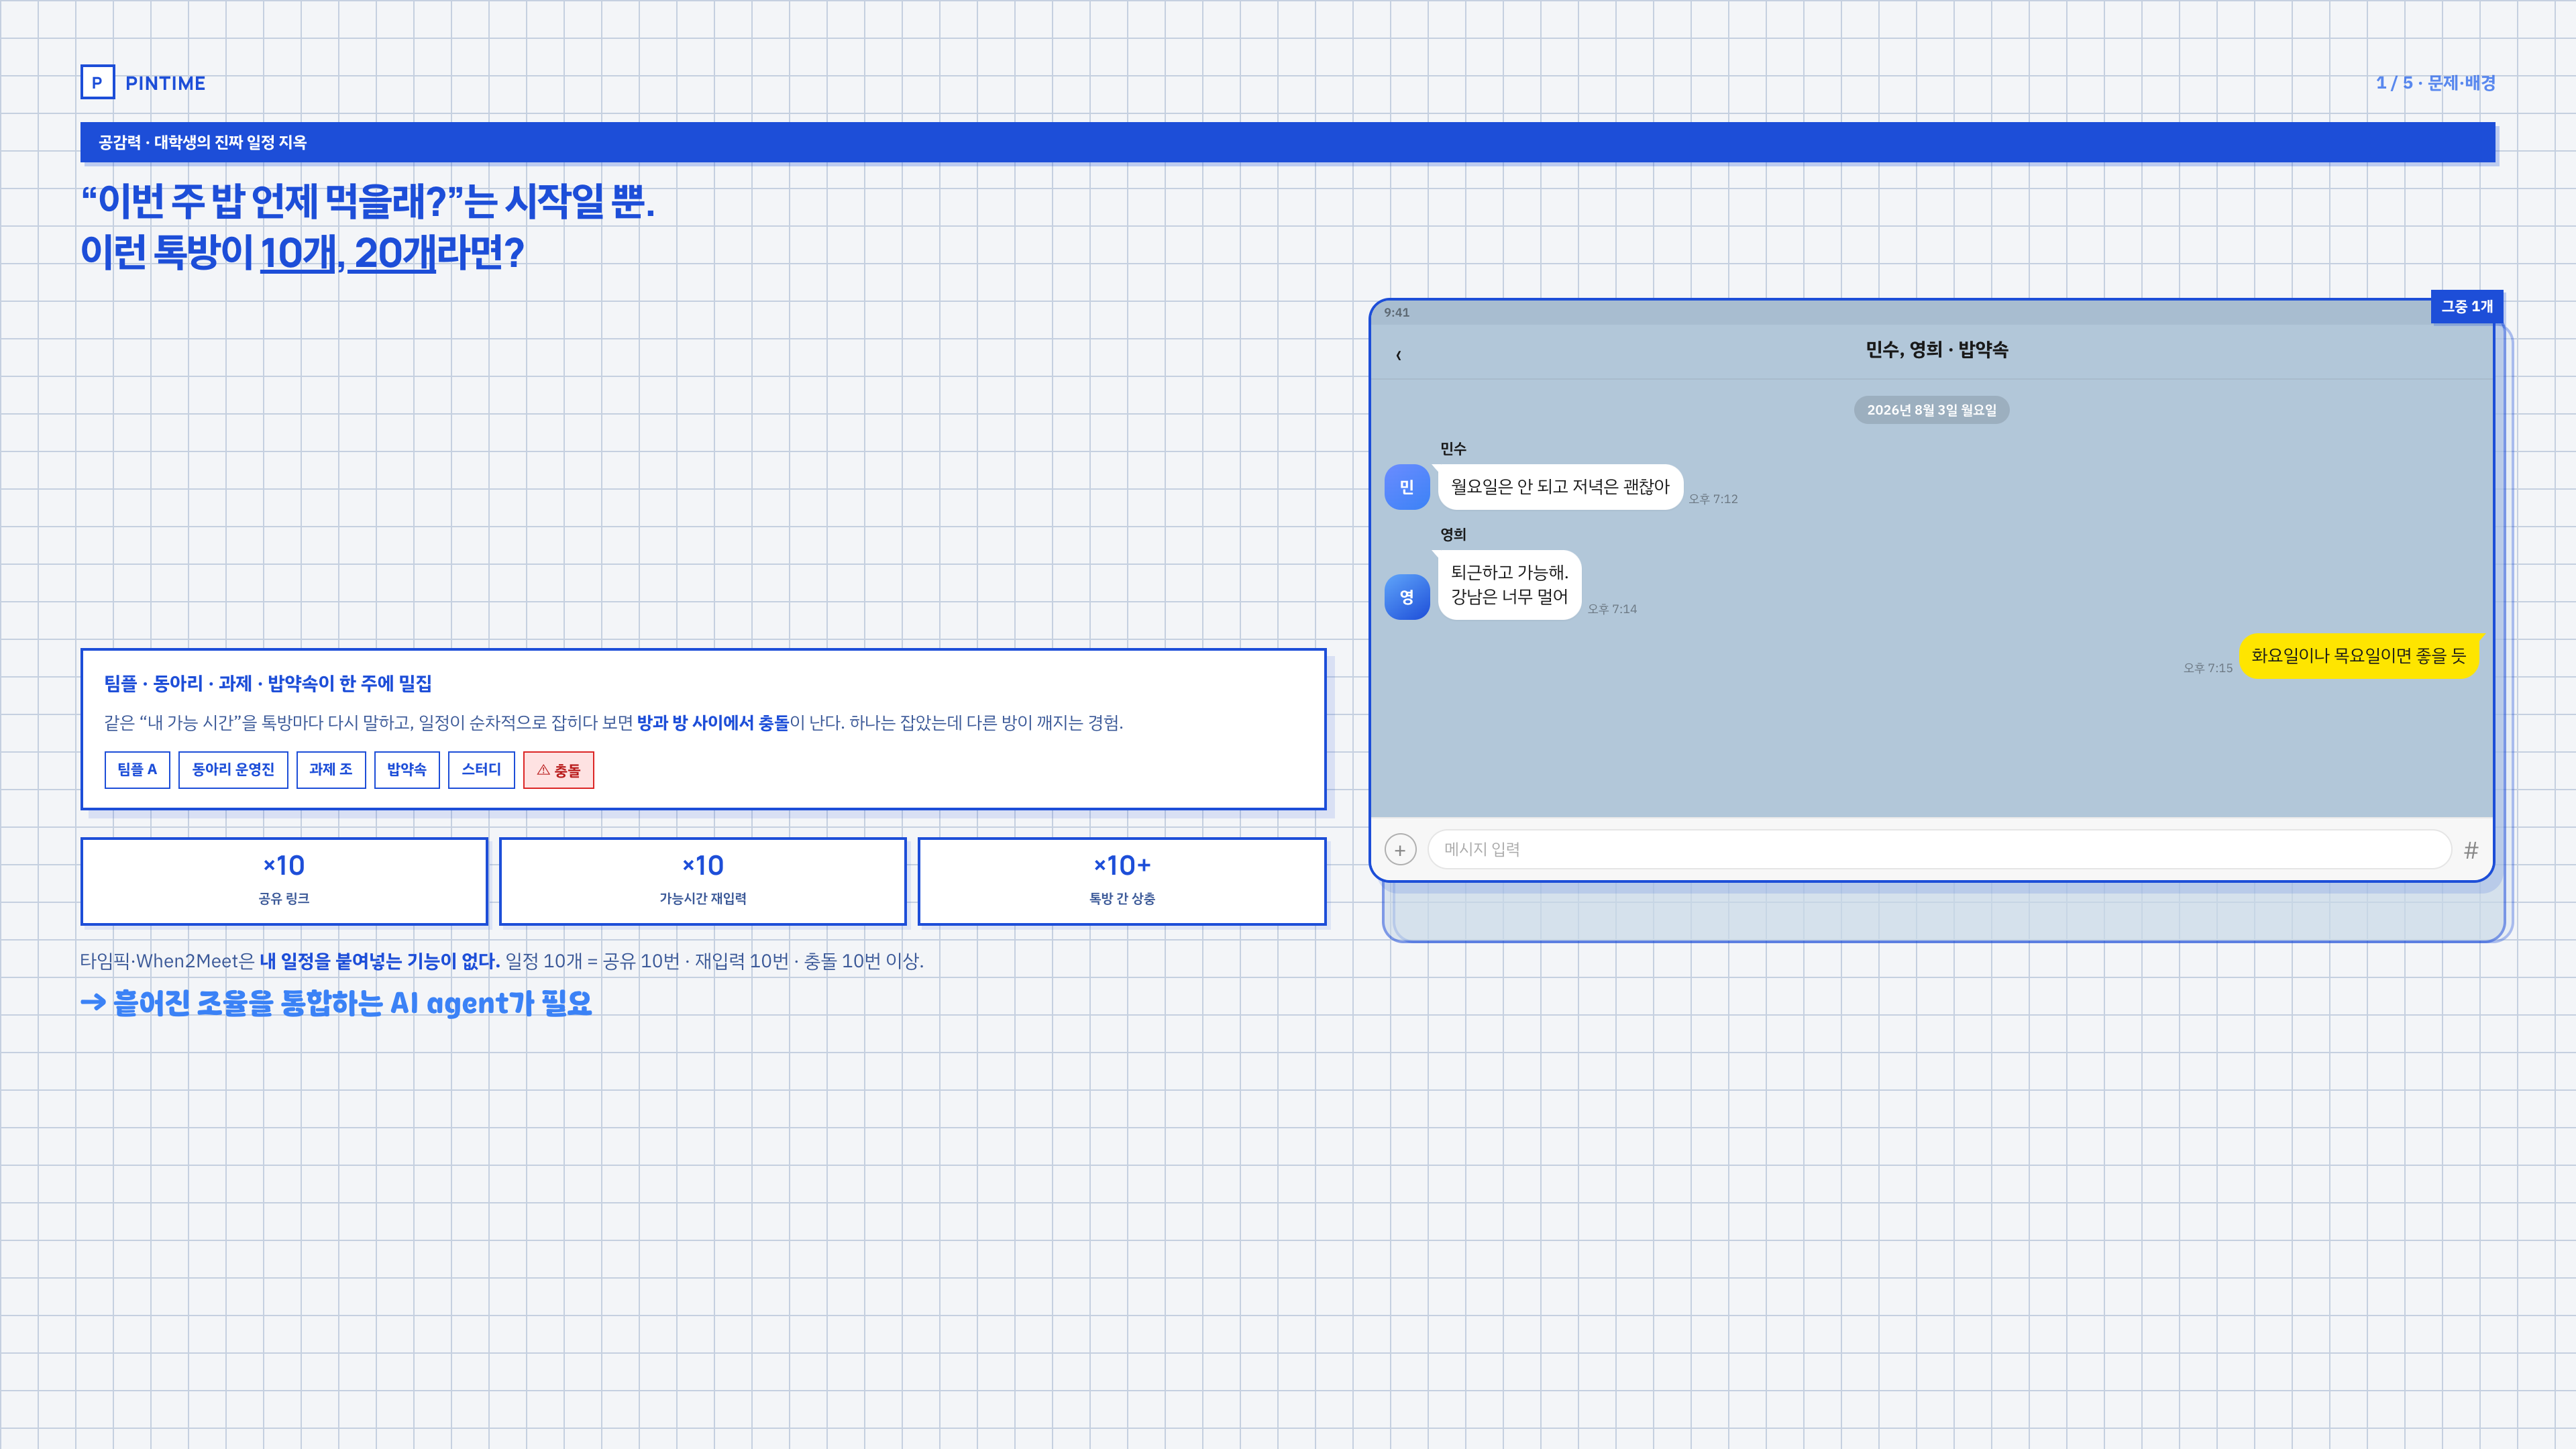 P PINTIME
1 / 5 · 문제·배경
공감력 · 대학생의 진짜 일정 지옥
“이번 주 밥 언제 먹을래?”는 시작일 뿐.
이런 톡방이 10개, 20개라면?
팀플 · 동아리 · 과제 · 밥약속이 한 주에 밀집
같은 “내 가능 시간”을 톡방마다 다시 말하고, 일정이 순차적으로 잡히다 보면 방과 방 사이에서 충돌이 난다. 하나는 잡았는데 다른 방이 깨지는 경험.
팀플 A 동아리 운영진 과제 조 밥약속 스터디 ⚠ 충돌
×10
공유 링크
×10
가능시간 재입력
×10+
톡방 간 상충
타임픽·When2Meet은 내 일정을 붙여넣는 기능이 없다. 일정 10개 = 공유 10번 · 재입력 10번 · 충돌 10번 이상.
→ 흩어진 조율을 통합하는 AI agent가 필요
그중 1개
9:41
‹ 민수, 영희 · 밥약속
2026년 8월 3일 월요일
민수
민 월요일은 안 되고 저녁은 괜찮아 오후 7:12
영희
퇴근하고 가능해.
영 강남은 너무 멀어 오후 7:14
오후 7:15 화요일이나 목요일이면 좋을 듯
+ 메시지 입력 #